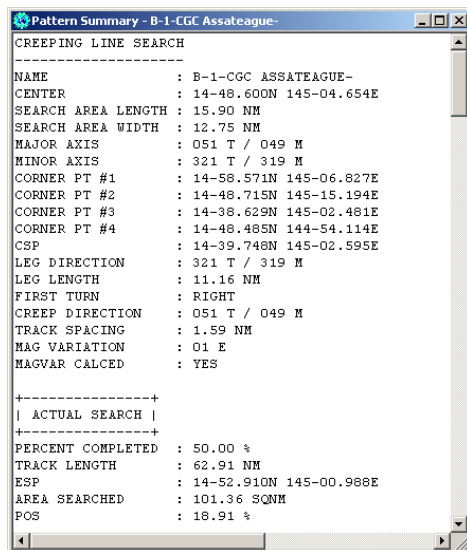 Pattern Summary - B-1-CGC Assateague-
CREEPING LINE SEARCH
--------------------
NAME : B-1-CGC ASSATEAGUE-
CENTER : 14-48.600N 145-04.654E
SEARCH AREA LENGTH : 15.90 NM
SEARCH AREA WIDTH : 12.75 NM
MAJOR AXIS : 051 T / 049 M
MINOR AXIS : 321 T / 319 M
CORNER PT #1 : 14-58.571N 145-06.827E
CORNER PT #2 : 14-48.715N 145-15.194E
CORNER PT #3 : 14-38.629N 145-02.481E
CORNER PT #4 : 14-48.485N 144-54.114E
CSP : 14-39.748N 145-02.595E
LEG DIRECTION : 321 T / 319 M
LEG LENGTH : 11.16 NM
FIRST TURN : RIGHT
CREEP DIRECTION : 051 T / 049 M
TRACK SPACING : 1.59 NM
MAG VARIATION : 01 E
MAGVAR CALCED : YES
+---------------+
| ACTUAL SEARCH |
+---------------+
PERCENT COMPLETED : 50.00 %
TRACK LENGTH : 62.91 NM
ESP : 14-52.910N 145-00.988E
AREA SEARCHED : 101.36 SQNM
POS : 18.91 %